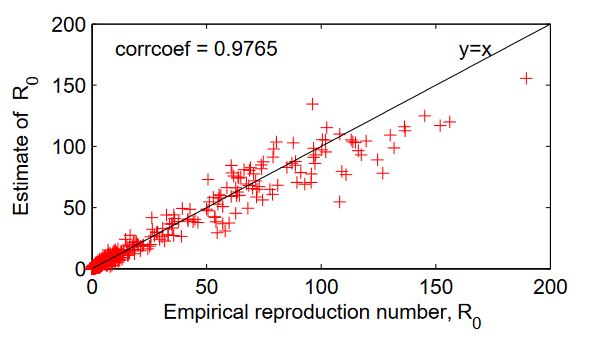 200
150
100
50
0
Estimate of R0
corrcoef = 0.9765
y=x
0
50
100
150
200
Empirical reproduction number, R0